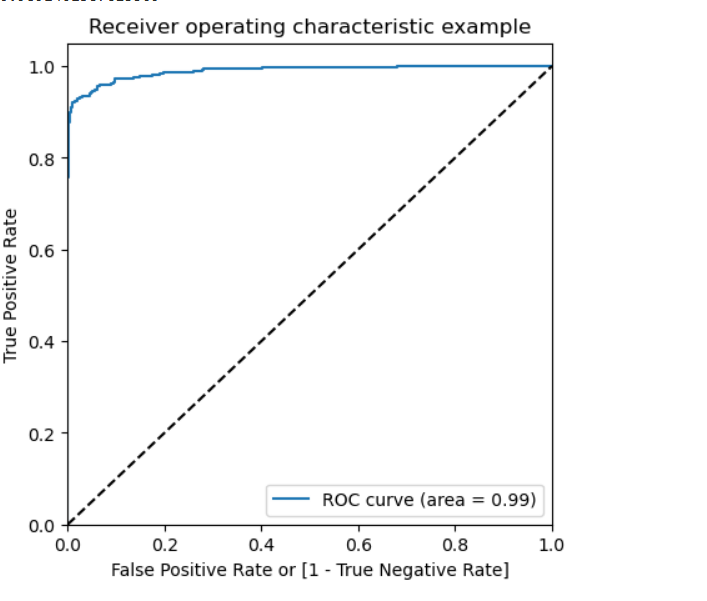 Receiver operating characteristic example
1.0
0.8
0.6
0.4
0.2
0.0
True Positive Rate
ROC curve (area = 0.99)
0.0 0.2 0.4 0.6 0.8 1.0
False Positive Rate or [1 - True Negative Rate]